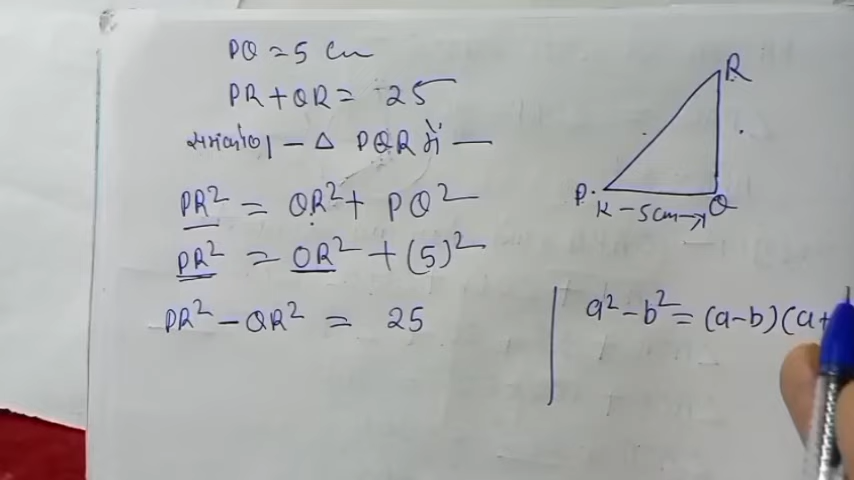 PQ = 5 cm
PR + QR = 25
– Δ PQR में –
PR² = QR² + PQ²
PR² = QR² + (5)²
PR² – QR² = 25
R
P
Q
5cm
a² – b² = (a–b)(a+